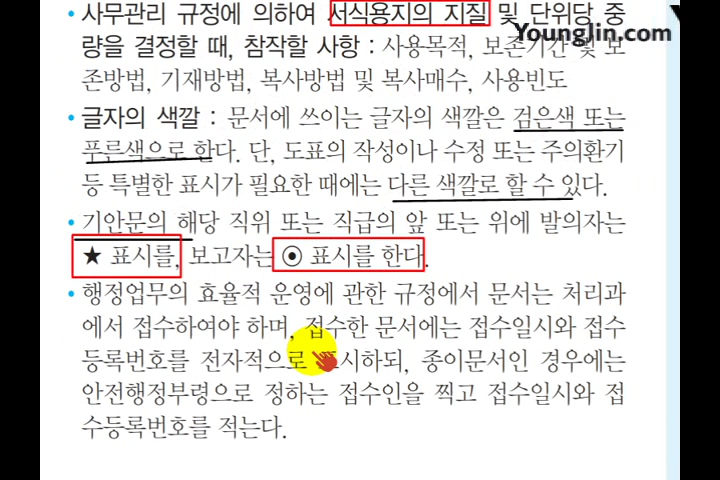 • 사무관리 규정에 의하여 서식용지의 지질 및 단위당 중
Younglin.com
량을 결정할 때, 참작할 사항 : 사용목적, 보존기간 및 보
존방법, 기재방법, 복사방법 및 복사매수, 사용빈도
• 글자의 색깔 : 문서에 쓰이는 글자의 색깔은 검은색 또는
푸른색으로 한다. 단, 도표의 작성이나 수정 또는 주의환기
등 특별한 표시가 필요한 때에는 다른 색깔로 할 수 있다.
• 기안문의 해당 직위 또는 직급의 앞 또는 위에 발의자는
★ 표시를, 보고자는 ⊙ 표시를 한다.
• 행정업무의 효율적 운영에 관한 규정에서 문서는 처리과
에서 접수하여야 하며, 접수한 문서에는 접수일시와 접수
등록번호를 전자적으로 표시하되, 종이문서인 경우에는
안전행정부령으로 정하는 접수인을 찍고 접수일시와 접
수등록번호를 적는다.